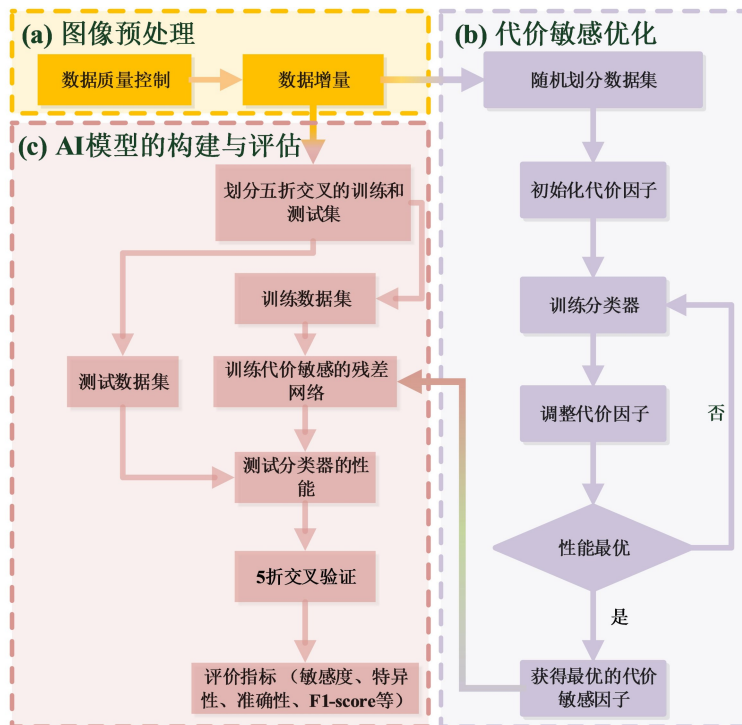 (a) 图像预处理
数据质量控制
数据增量
(b) 代价敏感优化
随机划分数据集
初始化代价因子
训练分类器
调整代价因子
否
性能最优
是
获得最优的代价
敏感因子
(c) AI模型的构建与评估
划分五折交叉的训练和
测试集
训练数据集
测试数据集
训练代价敏感的残差
网络
测试分类器的性
能
5折交叉验证
评价指标 （敏感度、特异
性、准确性、F1-score等）